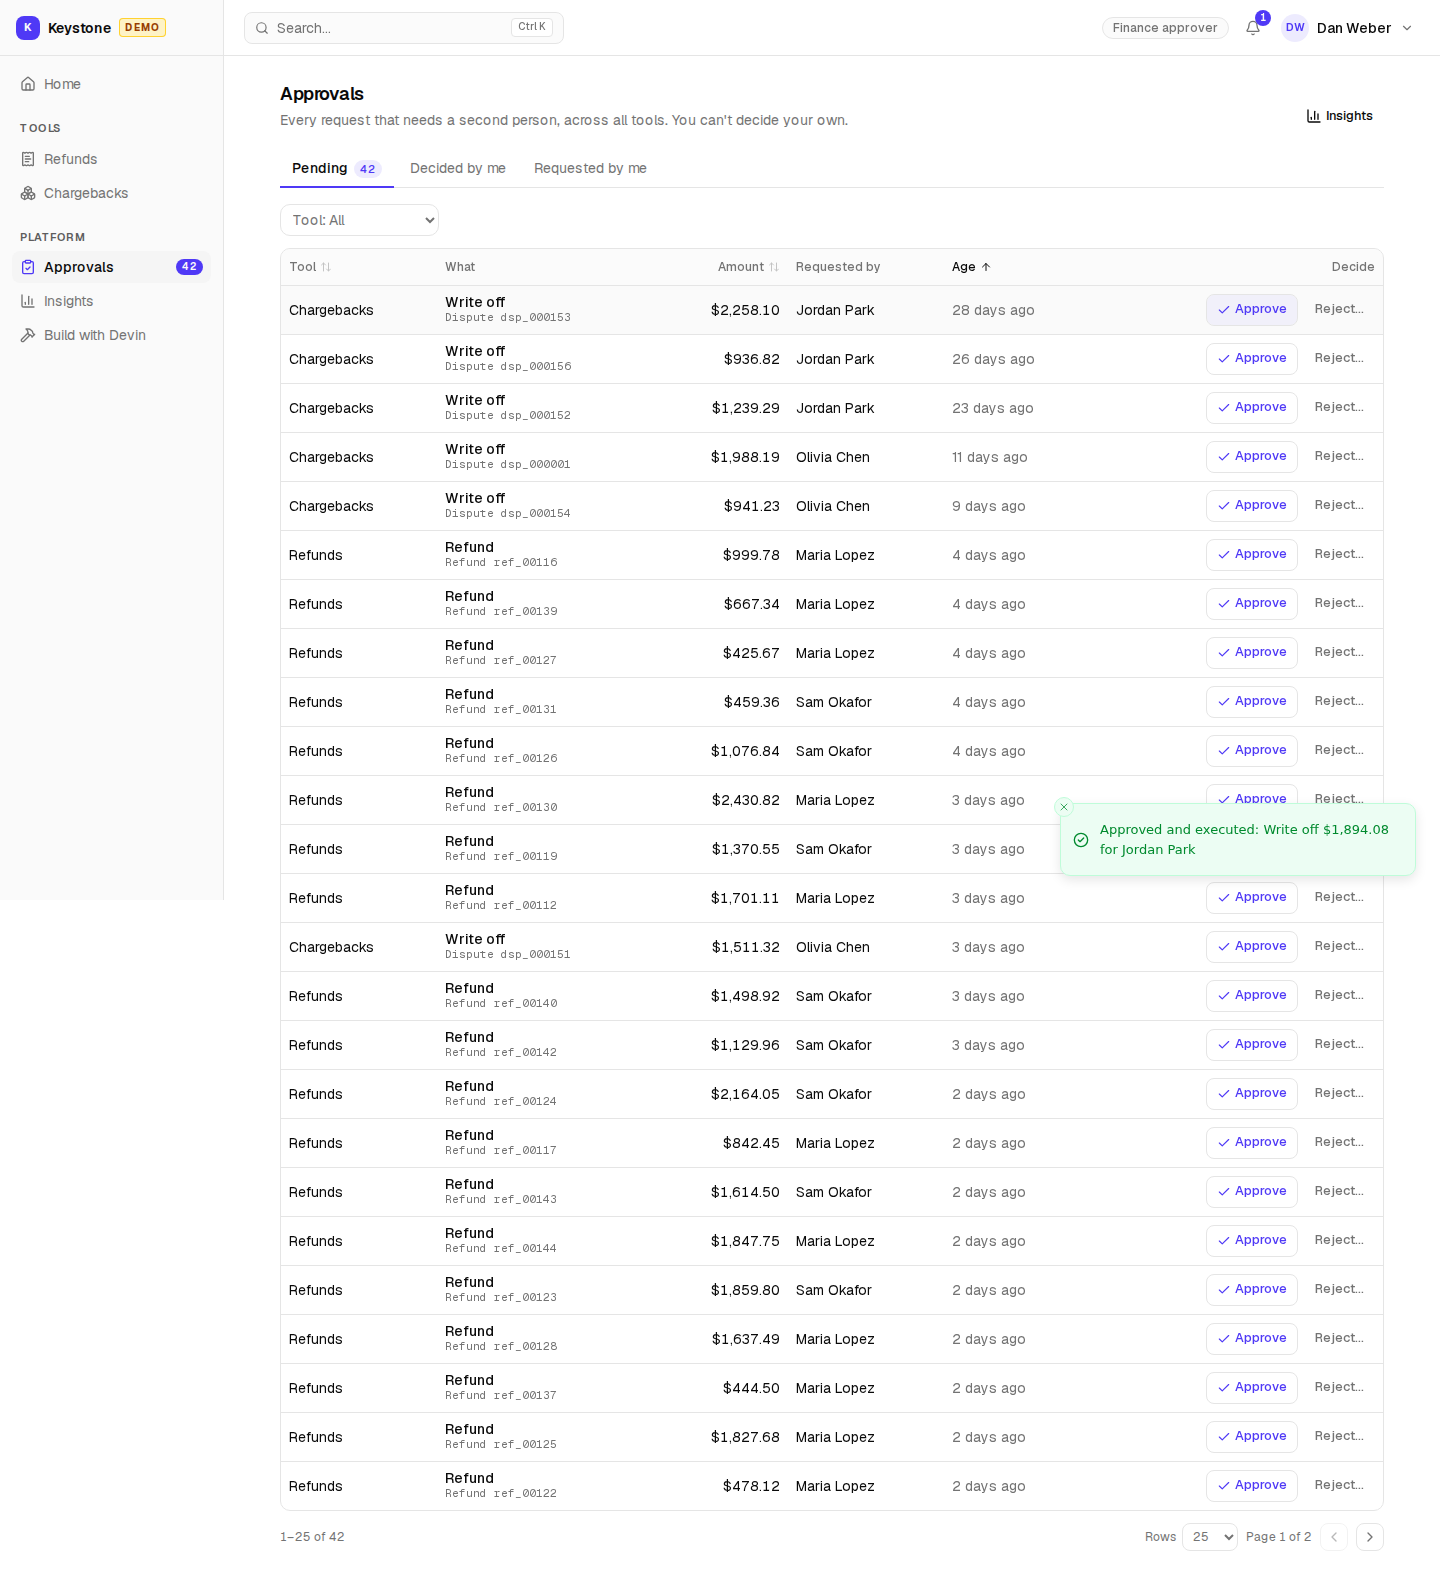 K Keystone DEMO
Search... Ctrl K
Finance approver 1 DW Dan Weber
Home
TOOLS
Refunds
Chargebacks
PLATFORM
Approvals 42
Insights
Build with Devin
Approvals
Every request that needs a second person, across all tools. You can't decide your own.
Insights
Pending 42 Decided by me Requested by me
Tool: All
Tool What Amount Requested by Age Decide
Chargebacks Write off $2,258.10 Jordan Park 28 days ago Approve Reject...
Dispute dsp_000153
Chargebacks Write off $936.82 Jordan Park 26 days ago Approve Reject...
Dispute dsp_000156
Chargebacks Write off $1,239.29 Jordan Park 23 days ago Approve Reject...
Dispute dsp_000152
Chargebacks Write off $1,988.19 Olivia Chen 11 days ago Approve Reject...
Dispute dsp_000001
Chargebacks Write off $941.23 Olivia Chen 9 days ago Approve Reject...
Dispute dsp_000154
Refunds Refund $999.78 Maria Lopez 4 days ago Approve Reject...
Refund ref_00116
Refunds Refund $667.34 Maria Lopez 4 days ago Approve Reject...
Refund ref_00139
Refunds Refund $425.67 Maria Lopez 4 days ago Approve Reject...
Refund ref_00127
Refunds Refund $459.36 Sam Okafor 4 days ago Approve Reject...
Refund ref_00131
Refunds Refund $1,076.84 Sam Okafor 4 days ago Approve Reject...
Refund ref_00126
Refunds Refund $2,430.82 Maria Lopez 3 days ago Approve Reject...
Refund ref_00130
Approved and executed: Write off $1,894.08
for Jordan Park
Refunds Refund $1,370.55 Sam Okafor 3 days ago
Refund ref_00119
Refunds Refund $1,701.11 Maria Lopez 3 days ago Approve Reject...
Refund ref_00112
Chargebacks Write off $1,511.32 Olivia Chen 3 days ago Approve Reject...
Dispute dsp_000151
Refunds Refund $1,498.92 Sam Okafor 3 days ago Approve Reject...
Refund ref_00140
Refunds Refund $1,129.96 Sam Okafor 3 days ago Approve Reject...
Refund ref_00142
Refunds Refund $2,164.05 Sam Okafor 2 days ago Approve Reject...
Refund ref_00124
Refunds Refund $842.45 Maria Lopez 2 days ago Approve Reject...
Refund ref_00117
Refunds Refund $1,614.50 Sam Okafor 2 days ago Approve Reject...
Refund ref_00143
Refunds Refund $1,847.75 Maria Lopez 2 days ago Approve Reject...
Refund ref_00144
Refunds Refund $1,859.80 Sam Okafor 2 days ago Approve Reject...
Refund ref_00123
Refunds Refund $1,637.49 Maria Lopez 2 days ago Approve Reject...
Refund ref_00128
Refunds Refund $444.50 Maria Lopez 2 days ago Approve Reject...
Refund ref_00137
Refunds Refund $1,827.68 Maria Lopez 2 days ago Approve Reject...
Refund ref_00125
Refunds Refund $478.12 Maria Lopez 2 days ago Approve Reject...
Refund ref_00122
1–25 of 42 Rows 25 Page 1 of 2